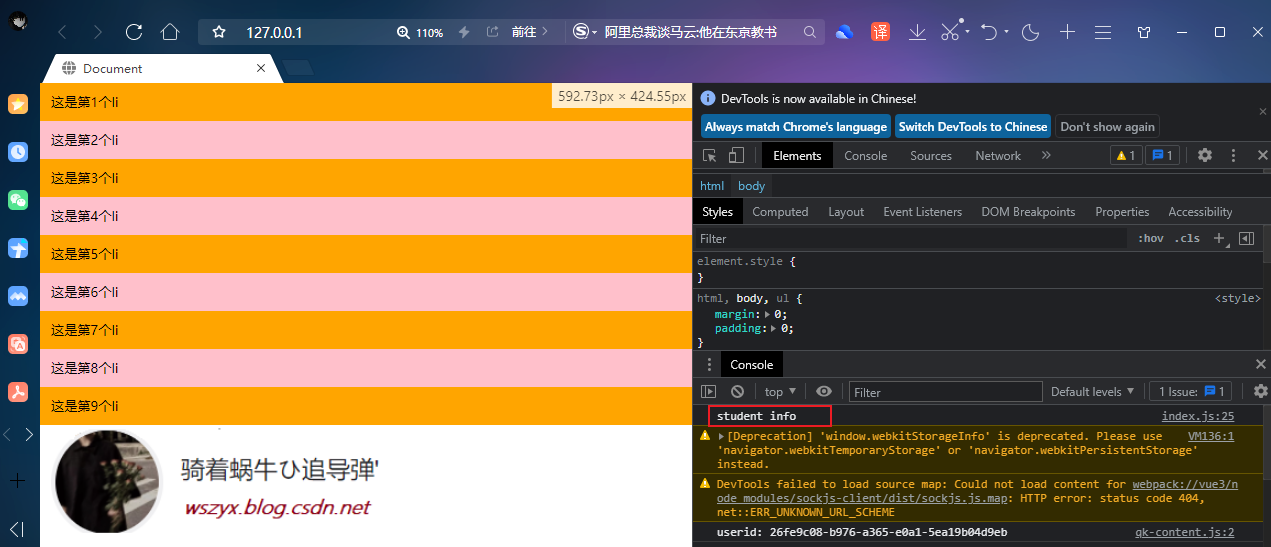 127.0.0.1
110%
前往
阿里总裁谈马云:他在东京教书
译
Document
这是第1个li
592.73px × 424.55px
这是第2个li
这是第3个li
这是第4个li
这是第5个li
这是第6个li
这是第7个li
这是第8个li
这是第9个li
骑着蜗牛ひ追导弹'
wszyx.blog.csdn.net
DevTools is now available in Chinese!
Always match Chrome's language
Switch DevTools to Chinese
Don't show again
Elements
Console
Sources
Network
1
1
html
body
Styles
Computed
Layout
Event Listeners
DOM Breakpoints
Properties
Accessibility
Filter
:hov
.cls
element.style {
}
html, body, ul {
<style>
margin: 0;
padding: 0;
}
Console
top
Filter
Default levels
1 Issue: 1
student info
index.js:25
[Deprecation] 'window.webkitStorageInfo' is deprecated. Please use
VM136:1
'navigator.webkitTemporaryStorage' or 'navigator.webkitPersistentStorage'
instead.
DevTools failed to load source map: Could not load content for webpack://vue3/n
ode_modules/sockjs-client/dist/sockjs.js.map: HTTP error: status code 404,
net::ERR_UNKNOWN_URL_SCHEME
userid: 26fe9c08-b976-a365-e0a1-5ea19b04d9eb
qk-content.js:2